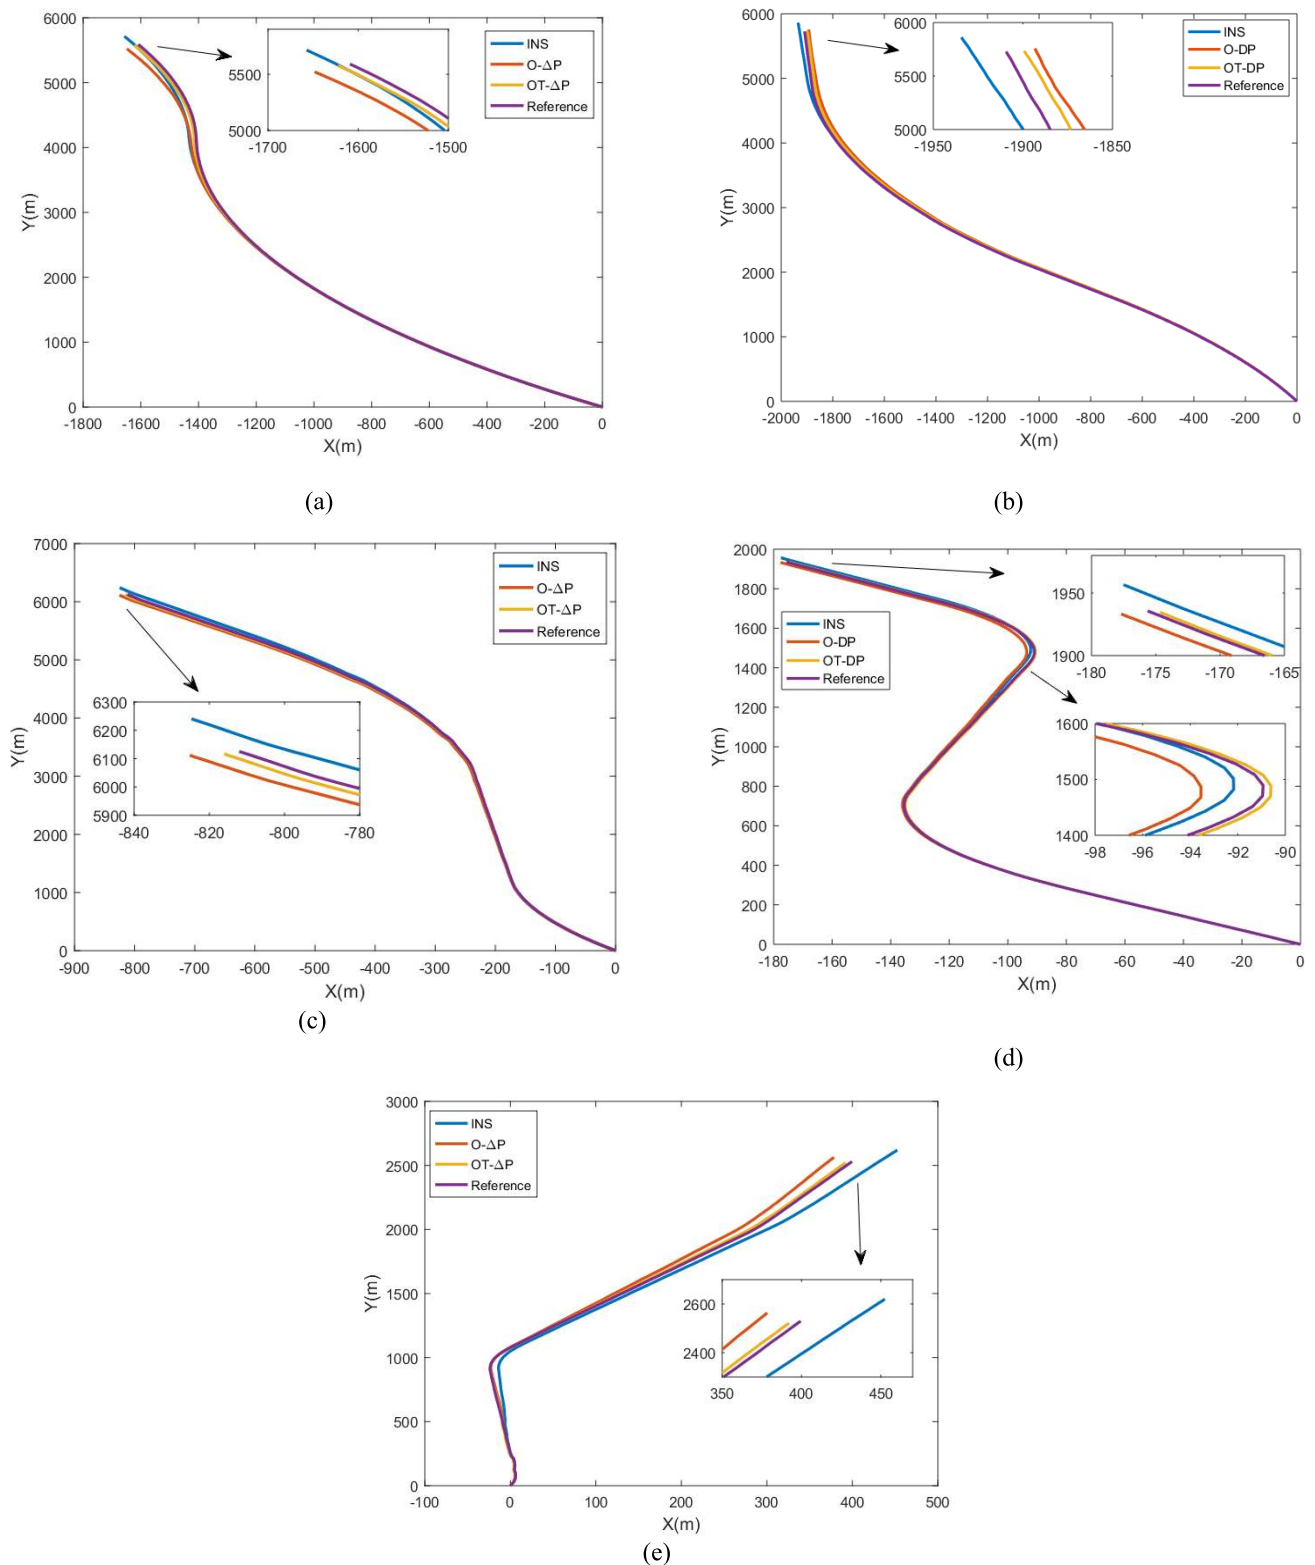 6000
5000
4000
3000
2000
1000
0
Y(m)
-1800 -1600 -1400 -1200 -1000 -800 -600 -400 -200 0
X(m)
5500
5000
-1700 -1600 -1500
INS
O-ΔP
OT-ΔP
Reference
(a)
6000
5000
4000
3000
2000
1000
0
Y(m)
-2000 -1800 -1600 -1400 -1200 -1000 -800 -600 -400 -200 0
X(m)
6000
5500
5000
-1950 -1900 -1850
INS
O-DP
OT-DP
Reference
(b)
7000
6000
5000
4000
3000
2000
1000
0
Y(m)
-900 -800 -700 -600 -500 -400 -300 -200 -100 0
X(m)
INS
O-ΔP
OT-ΔP
Reference
6300
6200
6100
6000
5900
-840 -820 -800 -780
(c)
2000
1800
1600
1400
1200
1000
800
600
400
200
0
Y(m)
-180 -160 -140 -120 -100 -80 -60 -40 -20 0
X(m)
INS
O-DP
OT-DP
Reference
1950
1900
-180 -175 -170 -165
1600
1500
1400
-98 -96 -94 -92 -90
(d)
3000
2500
2000
1500
1000
500
0
Y(m)
-100 0 100 200 300 400 500
X(m)
INS
O-ΔP
OT-ΔP
Reference
2600
2400
350 400 450
(e)